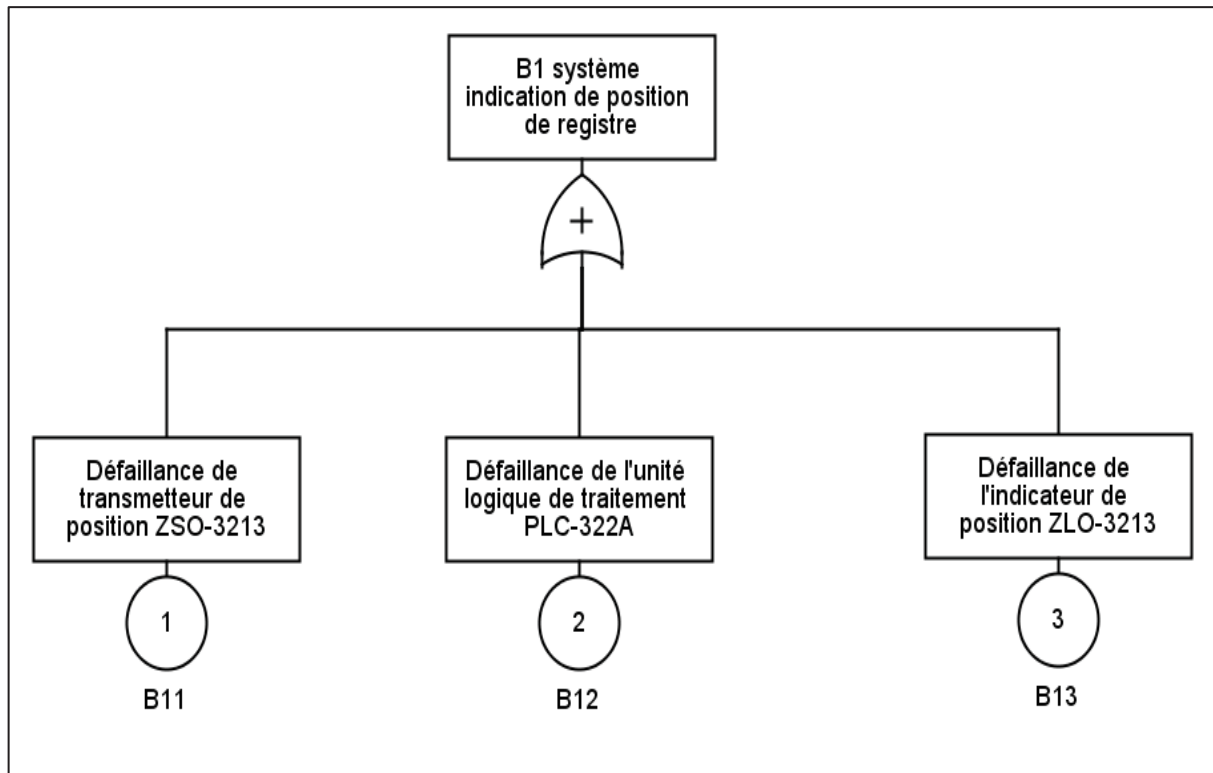 B1 système
indication de position
de registre
+
Défaillance de
transmetteur de
position ZSO-3213
Défaillance de l'unité
logique de traitement
PLC-322A
Défaillance de
l'indicateur de
position ZLO-3213
1
2
3
B11
B12
B13